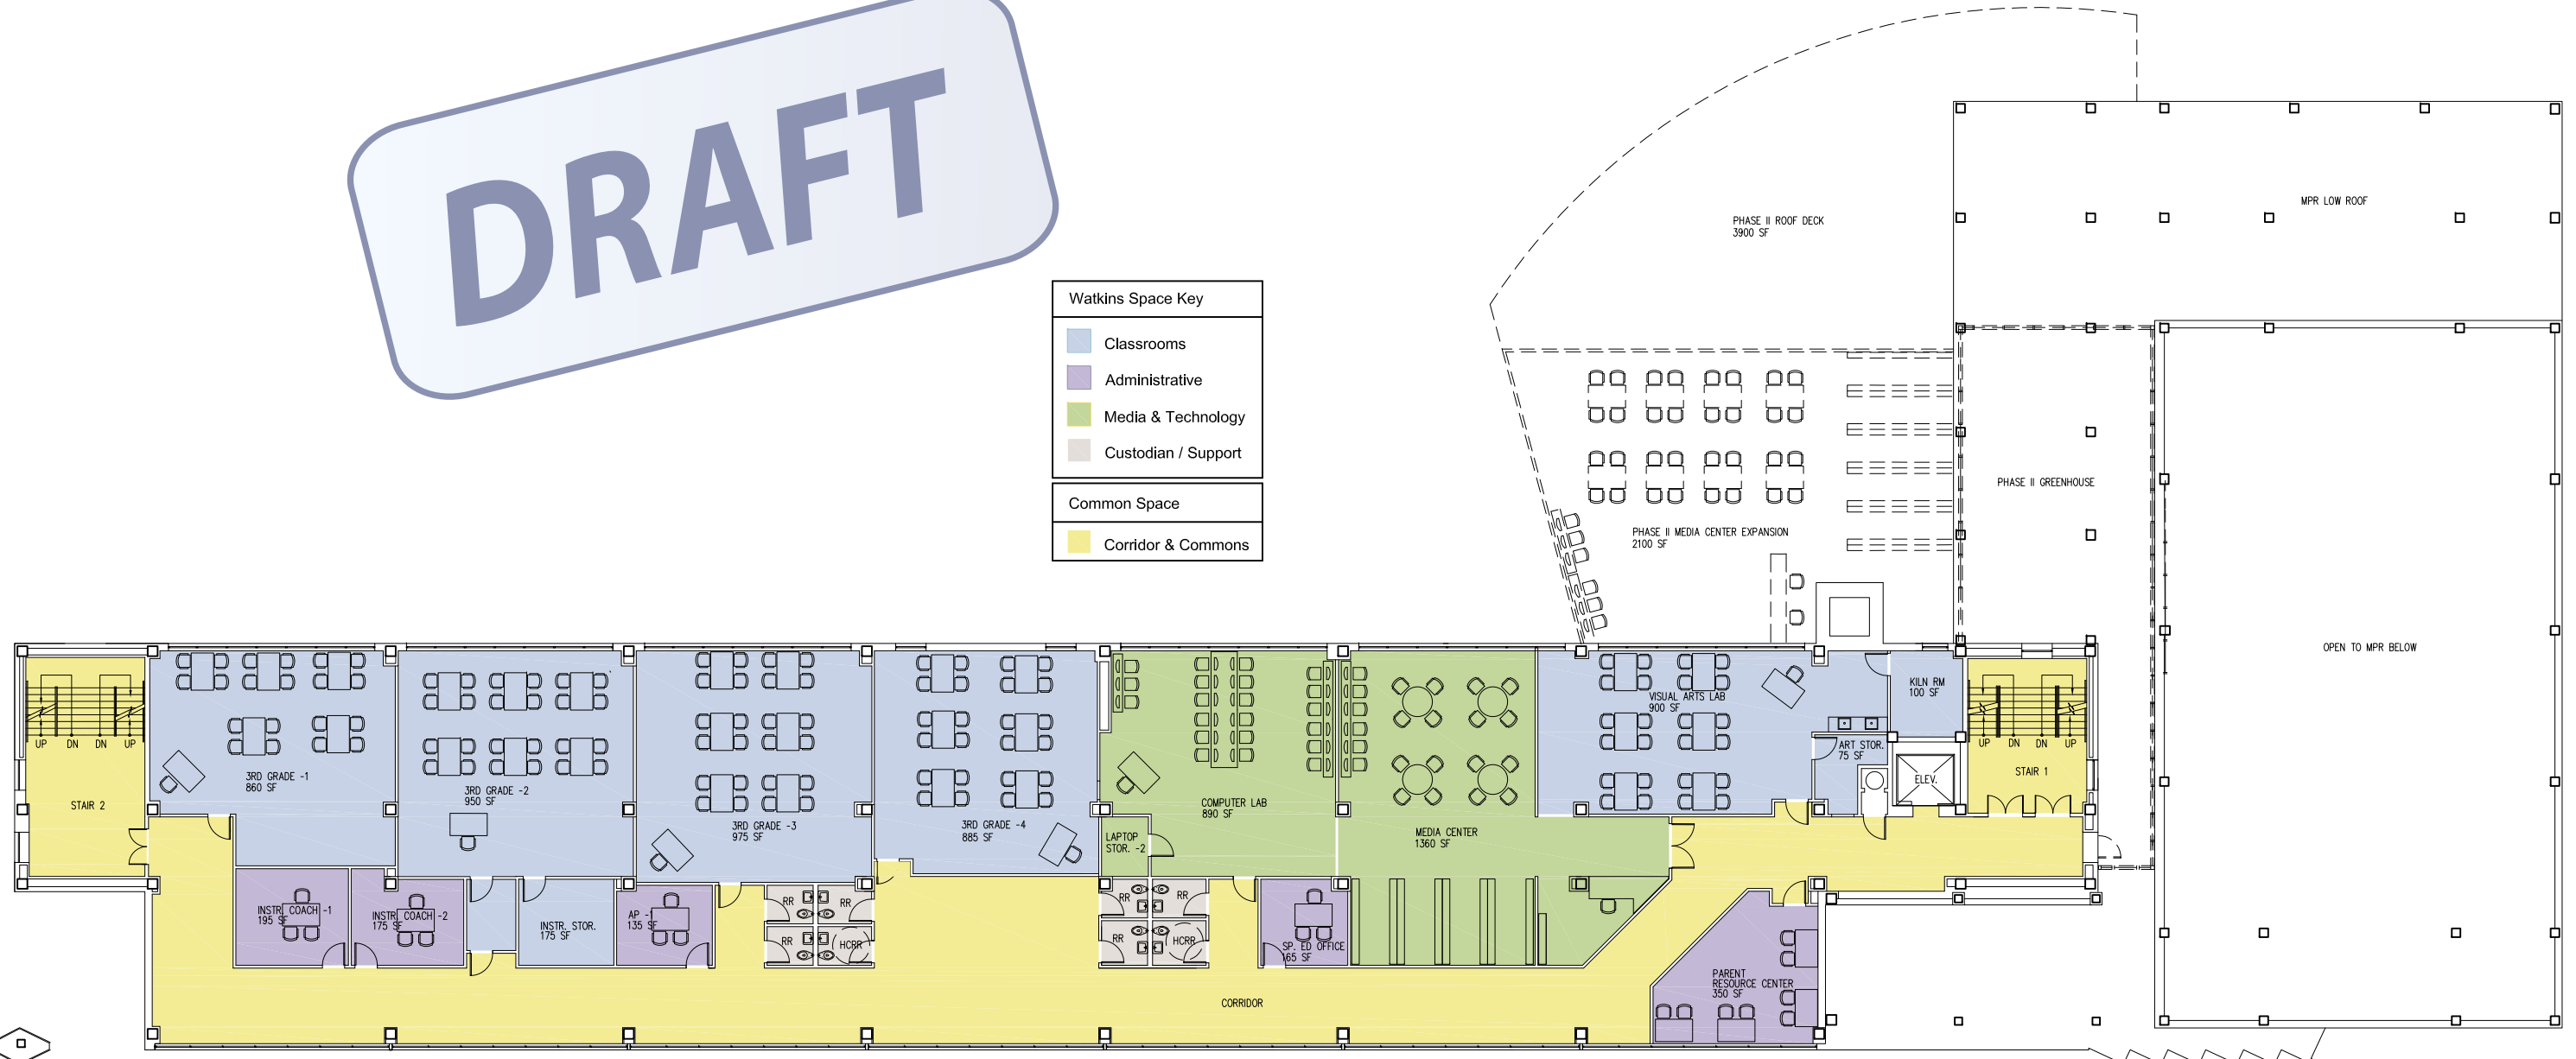 DRAFT
PHASE II ROOF DECK
3900 SF
MPR LOW ROOF
Watkins Space Key
Classrooms
Administrative
Media & Technology
Custodian / Support
Common Space
Corridor & Commons
PHASE II GREENHOUSE
PHASE II MEDIA CENTER EXPANSION
2100 SF
OPEN TO MPR BELOW
UP DN DN UP
STAIR 2
3RD GRADE -1
860 SF
3RD GRADE -2
950 SF
3RD GRADE -3
975 SF
3RD GRADE -4
885 SF
COMPUTER LAB
890 SF
LAPTOP
STOR. -2
MEDIA CENTER
1360 SF
VISUAL ARTS LAB
900 SF
KILN RM
100 SF
ART STOR.
75 SF
ELEV.
UP DN DN UP
STAIR 1
INSTR. COACH -1
195 SF
INSTR. COACH -2
175 SF
INSTR. STOR.
175 SF
AP -1
135 SF
RR
RR
RR
HCRR
RR
RR
RR
HCRR
SP. ED OFFICE
165 SF
PARENT
RESOURCE CENTER
350 SF
CORRIDOR